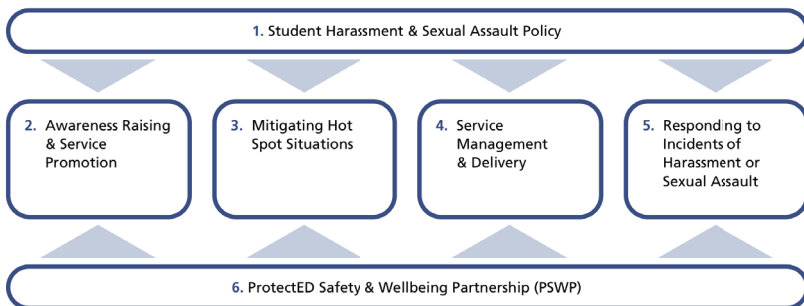 1. Student Harassment & Sexual Assault Policy
2. Awareness Raising
& Service
Promotion
3. Mitigating Hot
Spot Situations
4. Service
Management
& Delivery
5. Responding to
Incidents of
Harassment or
Sexual Assault
6. ProtectED Safety & Wellbeing Partnership (PSWP)